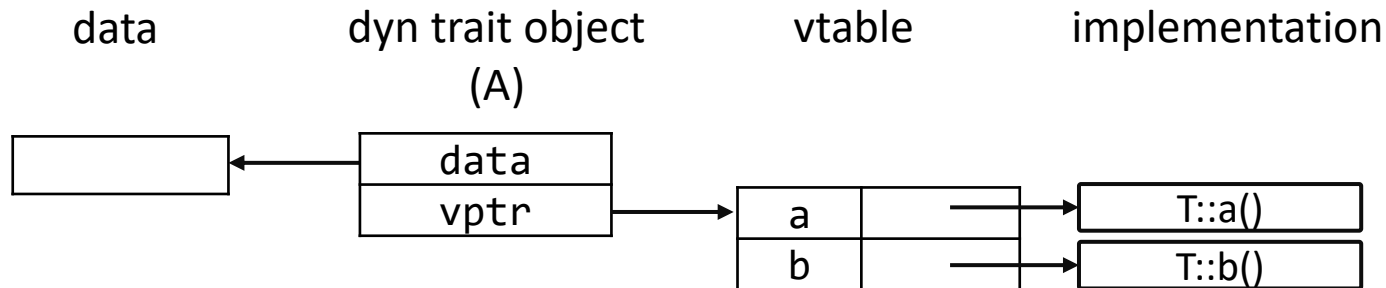 data
dyn trait object
(A)
vtable
implementation
data
vptr
a
T::a()
b
T::b()